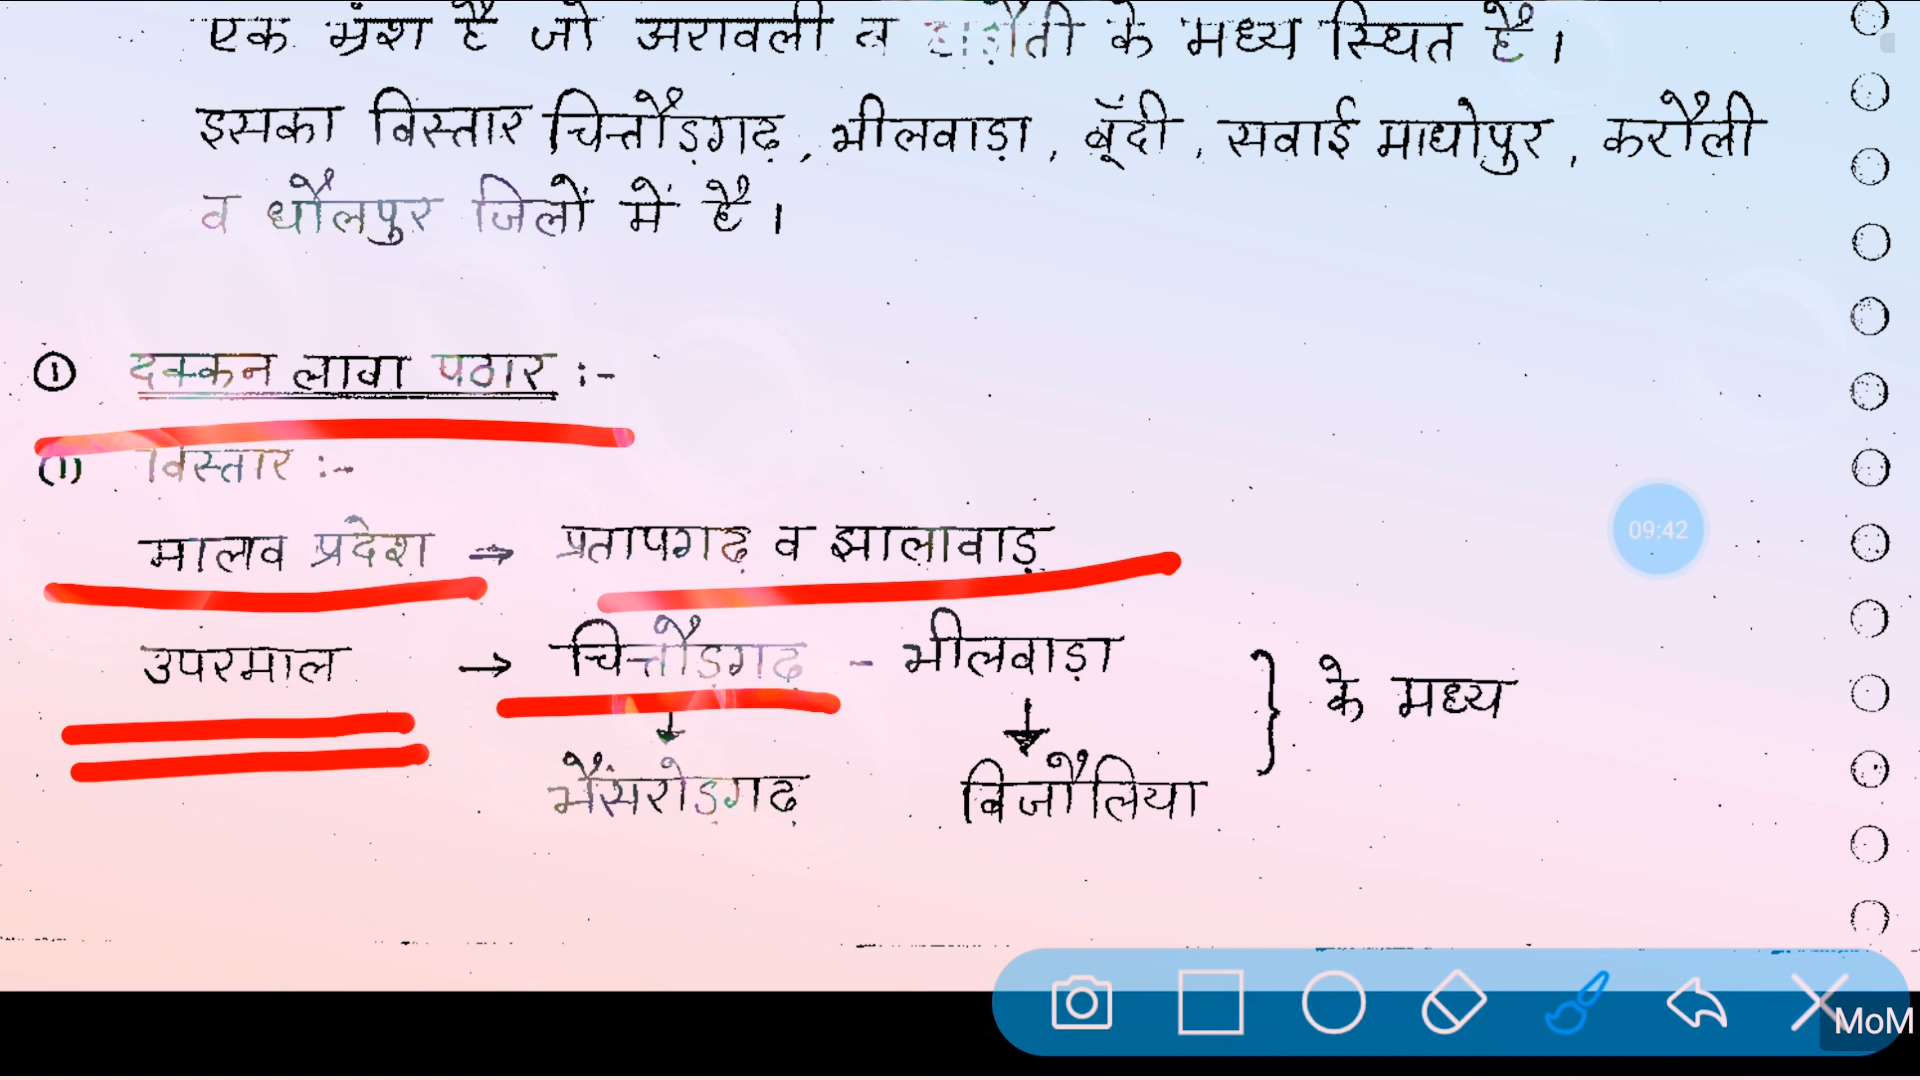 एक भ्रंश है जो अरावली व हाड़ौती के मध्य स्थित है।
इसका विस्तार चित्तौड़गढ़, भीलवाड़ा, बूँदी, सवाई माधोपुर, करौली
व धौलपुर जिलों में है।
① दक्कन लावा पठार :-
(1) विस्तार :-
मालव प्रदेश → प्रतापगढ़ व झालावाड़
उपरमाल → चित्तौड़गढ़ - भीलवाड़ा } के मध्य
↓ ↓
भैंसरोड़गढ़ बिजौलिया
09:42
MoM